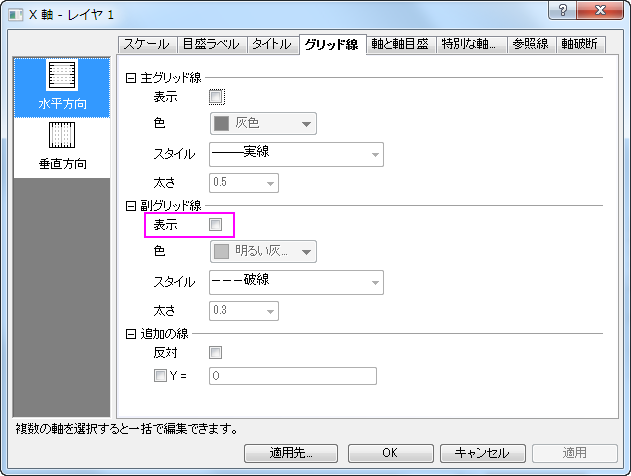 X 軸 - レイヤ 1
スケール 目盛ラベル タイトル グリッド線 軸と軸目盛 特別な軸... 参照線 軸破断
水平方向
垂直方向
主グリッド線
表示
色 灰色
スタイル 実線
太さ 0.5
副グリッド線
表示
色 明るい灰...
スタイル 破線
太さ 0.3
追加の線
反対
Y = 0
複数の軸を選択すると一括で編集できます。
適用先... OK キャンセル 適用